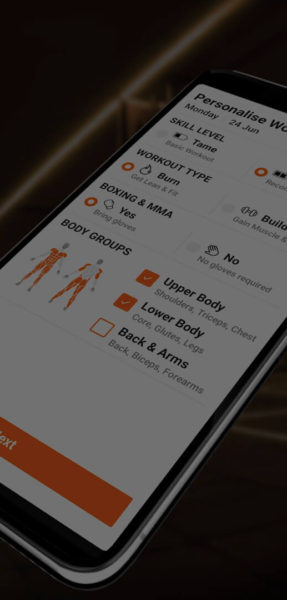 Personalise Wo
Monday 24 Jun
SKILL LEVEL
Tame
Basic Workout
Reco
WORKOUT TYPE
Burn
Get Lean & Fit
Build
Gain Muscle &
BOXING & MMA
Yes
Bring gloves
No
No gloves required
BODY GROUPS
Upper Body
Shoulders, Triceps, Chest
Lower Body
Core, Glutes, Legs
Back & Arms
Back, Biceps, Forearms
Next